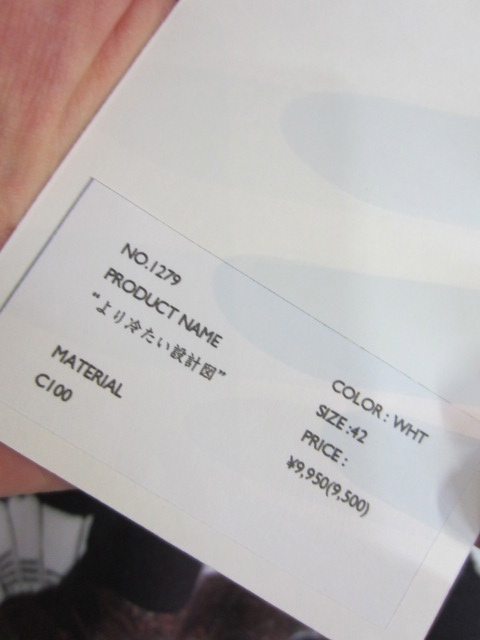 NO.1279
PRODUCT NAME
“より冷たい設計図”
MATERIAL
C100
COLOR : WHT
SIZE :42
PRICE :
¥9,950(9,500)